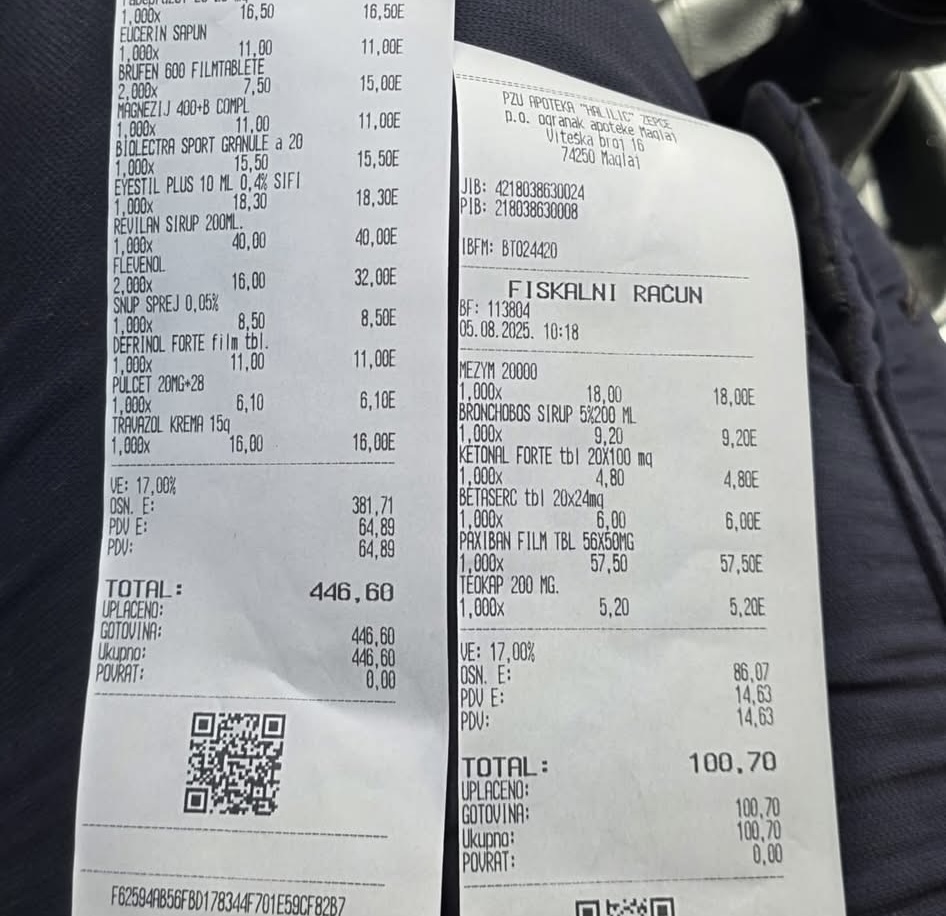 1,000x 16,50 16,50E
EUCERIN SAPUN
1,000x 11,00 11,00E
BRUFEN 600 FILMTABLETE
2,000x 7,50 15,00E
MAGNEZIJ 400+B COMPL
1,000x 11,00 11,00E
BIOLECTRA SPORT GRANULE a 20
1,000x 15,50 15,50E
EYESTIL PLUS 10 ML 0,4% SIFI
1,000x 18,30 18,30E
REVILAN SIRUP 200ML.
1,000x 40,00 40,00E
FLEVENOL
2,000x 16,00 32,00E
SNUP SPREJ 0,05%
1,000x 8,50 8,50E
DEFRINOL FORTE film tbl.
1,000x 11,00 11,00E
PULCET 20MG*28
1,000x 6,10 6,10E
TRAVAZOL KREMA 15g
1,000x 16,00 16,00E
VE: 17,00%
OSN. E: 381,71
PDV E: 64,89
PDV: 64,89
TOTAL: 446,60
UPLAĆENO:
GOTOVINA: 446,60
Ukupno: 446,60
POVRAT: 0,00
F62594AB56FBD178344F701E59CF82B7
PZU APOTEKA "HALILIC" ZEPCE
p.o. ogranak apoteke Maglaj
Viteska broj 16
74250 Maglaj
JIB: 4218038630024
PIB: 218038630008
IBFM: BT024420
FISKALNI RAČUN
BF: 113804
05.08.2025. 10:18
MEZYM 20000
1,000x 18,00 18,00E
BRONCHOBOS SIRUP 5%200 ML
1,000x 9,20 9,20E
KETONAL FORTE tbl 20X100 mg
1,000x 4,80 4,80E
BETASERC tbl 20x24mg
1,000x 6,00 6,00E
PAXIBAN FILM TBL 56X50MG
1,000x 57,50 57,50E
TEOKAP 200 MG.
1,000x 5,20 5,20E
VE: 17,00%
OSN. E: 86,07
PDV E: 14,63
PDV: 14,63
TOTAL: 100,70
UPLAĆENO:
GOTOVINA: 100,70
Ukupno: 100,70
POVRAT: 0,00